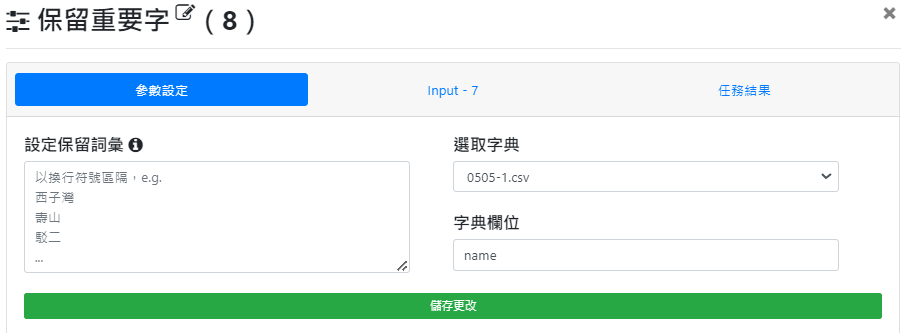 保留重要字 ( 8 )
×
參數設定
Input - 7
任務結果
設定保留詞彙
以換行符號區隔，e.g.
西子灣
壽山
駁二
...
選取字典
0505-1.csv
字典欄位
name
儲存更改